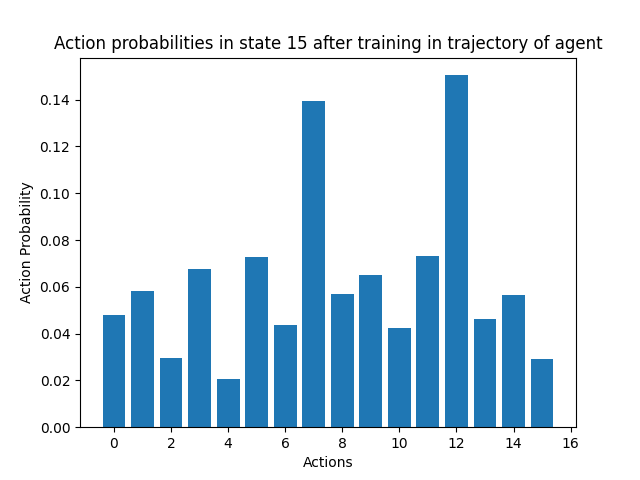 Action probabilities in state 15 after training in trajectory of agent
0.14
0.12
0.10
0.08
0.06
0.04
0.02
0.00
Action Probability
0 2 4 6 8 10 12 14 16
Actions